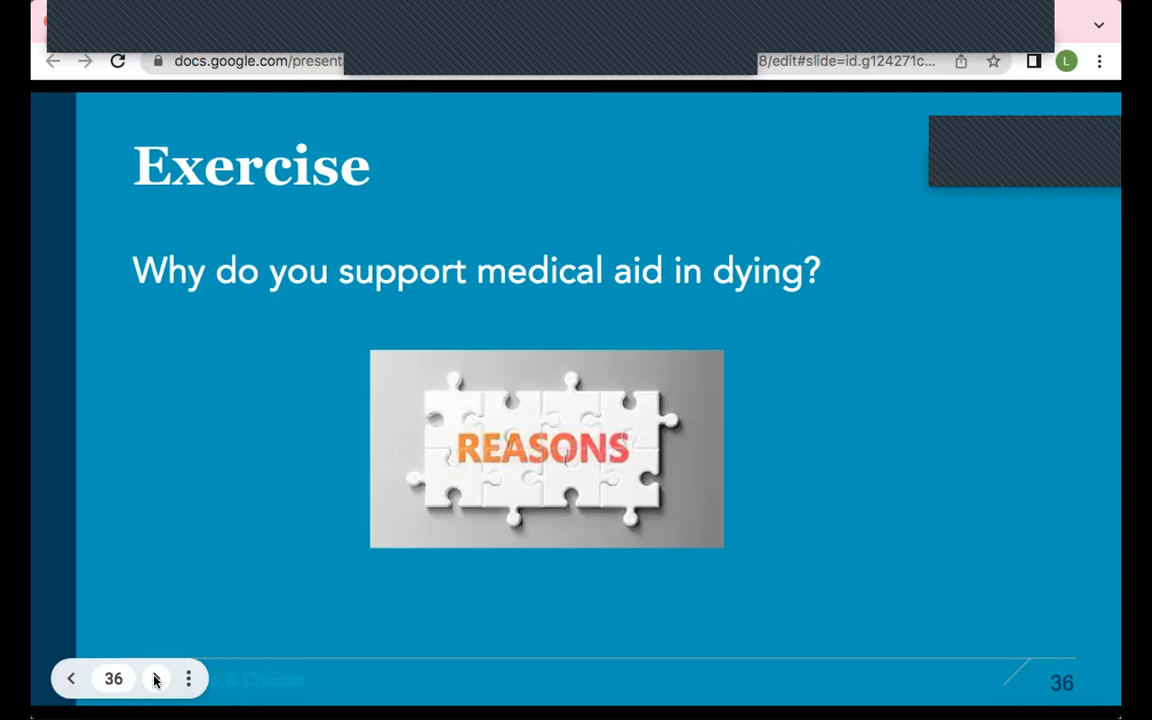 docs.google.com/present
8/edit#slide=id.g124271c...
L
Exercise
Why do you support medical aid in dying?
REASONS
36
Choices
36